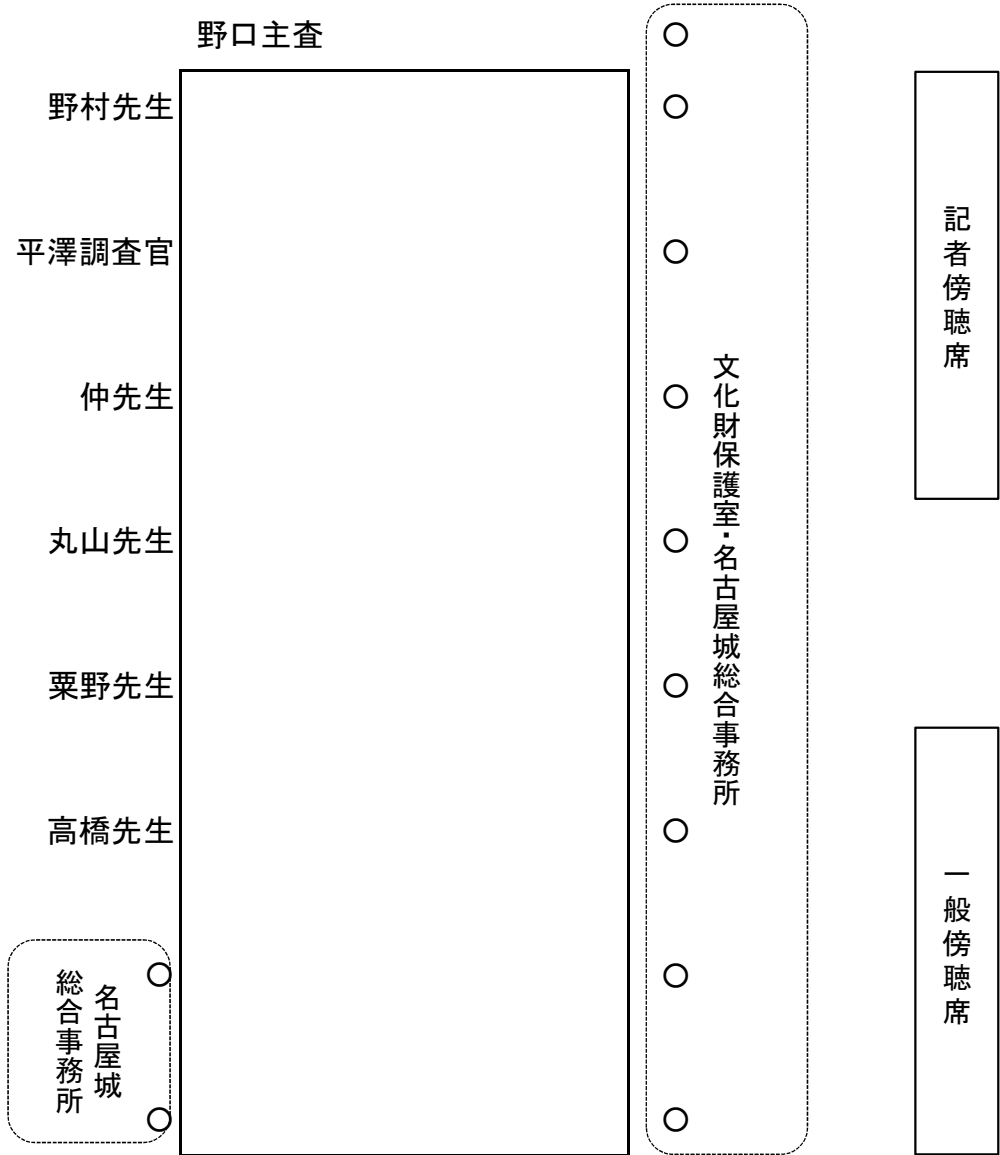 野口主査
野村先生
平澤調査官
仲先生
丸山先生
粟野先生
高橋先生
名古屋城
総合事務所
文化財保護室・名古屋城総合事務所
記者傍聴席
一般傍聴席